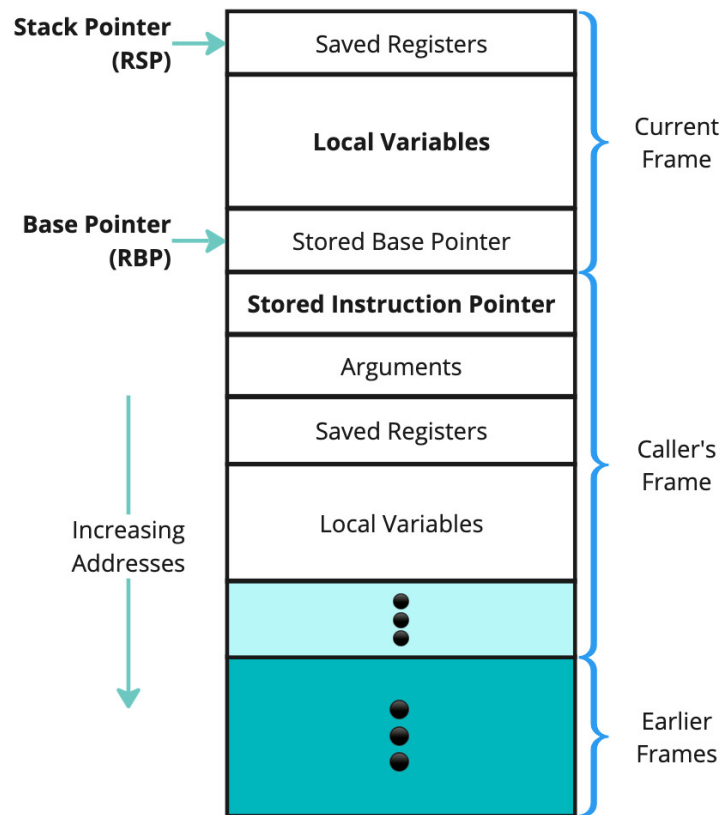 Stack Pointer
(RSP)
Saved Registers
Local Variables
Current
Frame
Base Pointer
(RBP)
Stored Base Pointer
Stored Instruction Pointer
Arguments
Saved Registers
Caller's
Frame
Local Variables
Increasing
Addresses
Earlier
Frames